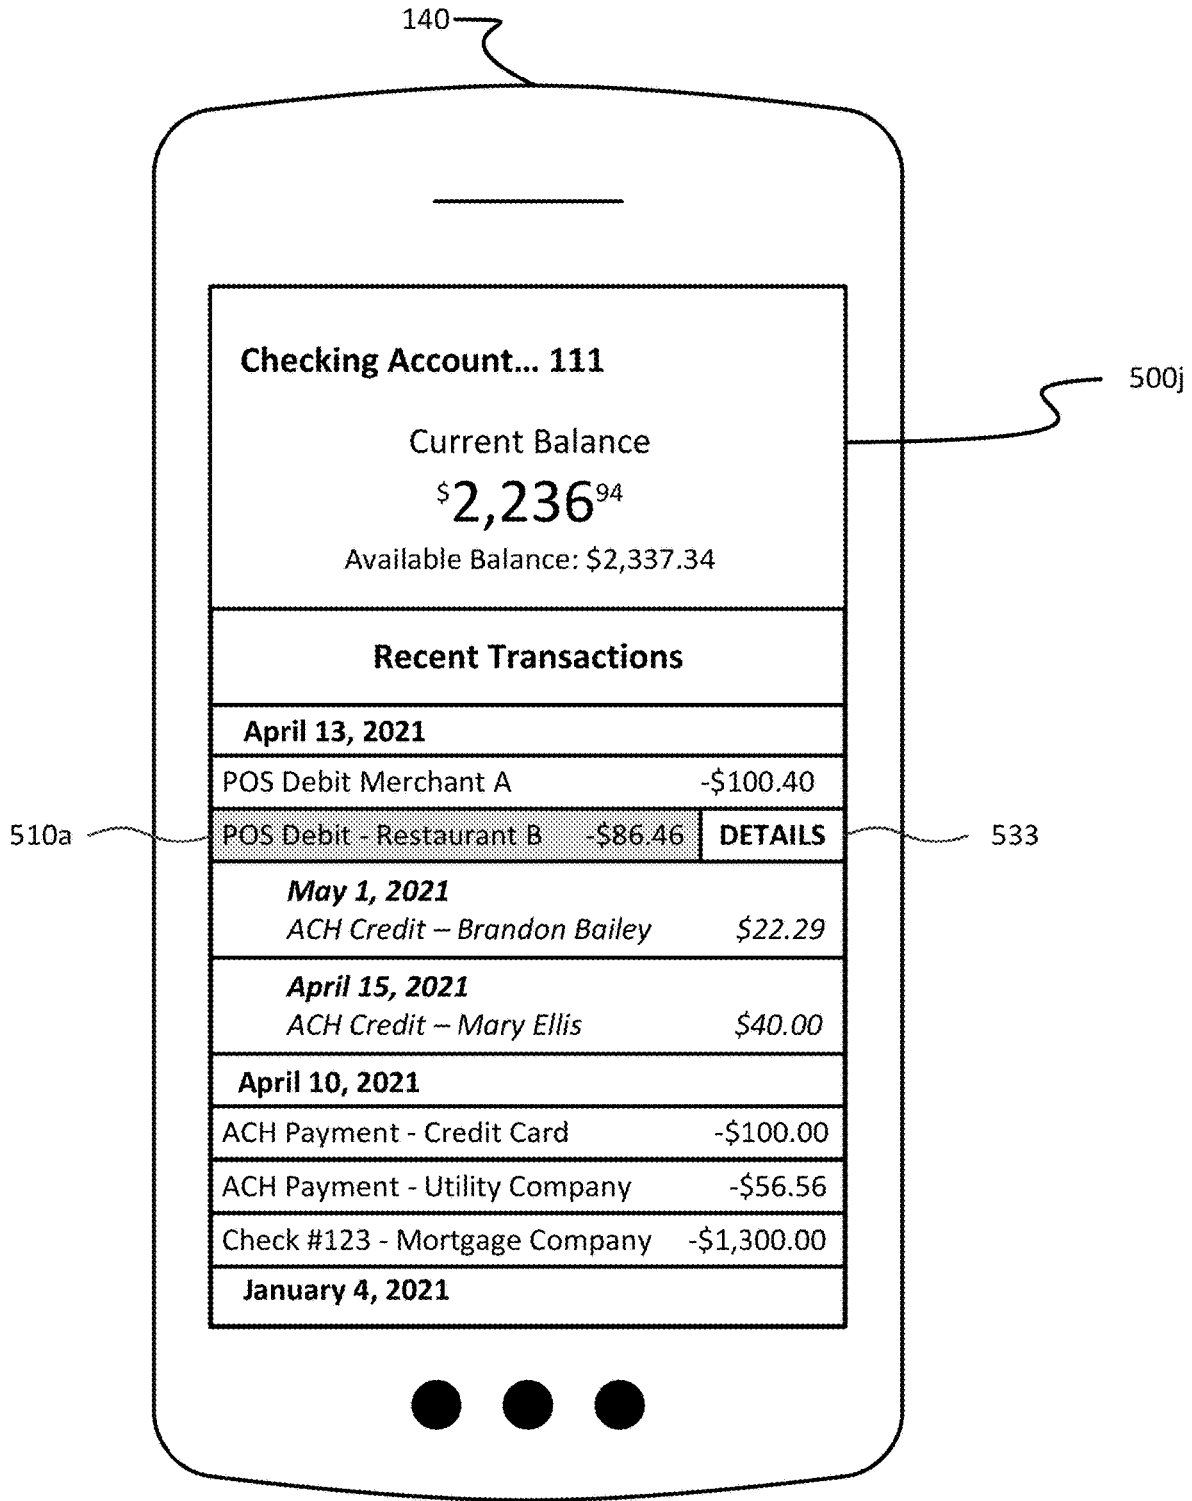 140
Checking Account... 111
500j
Current Balance
$2,23694
Available Balance: $2,337.34
Recent Transactions
April 13, 2021
POS Debit Merchant A -$100.40
510a POS Debit - Restaurant B -$86.46 DETAILS 533
May 1, 2021
ACH Credit – Brandon Bailey $22.29
April 15, 2021
ACH Credit – Mary Ellis $40.00
April 10, 2021
ACH Payment - Credit Card -$100.00
ACH Payment - Utility Company -$56.56
Check #123 - Mortgage Company -$1,300.00
January 4, 2021